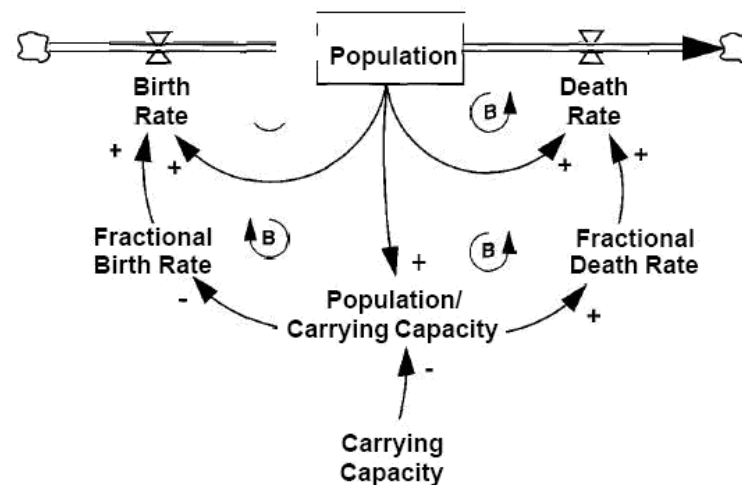 Population
Birth
Rate
Death
Rate
B
+
+
+
+
Fractional
Birth Rate
B
B
Fractional
Death Rate
-
+
+
Population/
Carrying Capacity
-
Carrying
Capacity